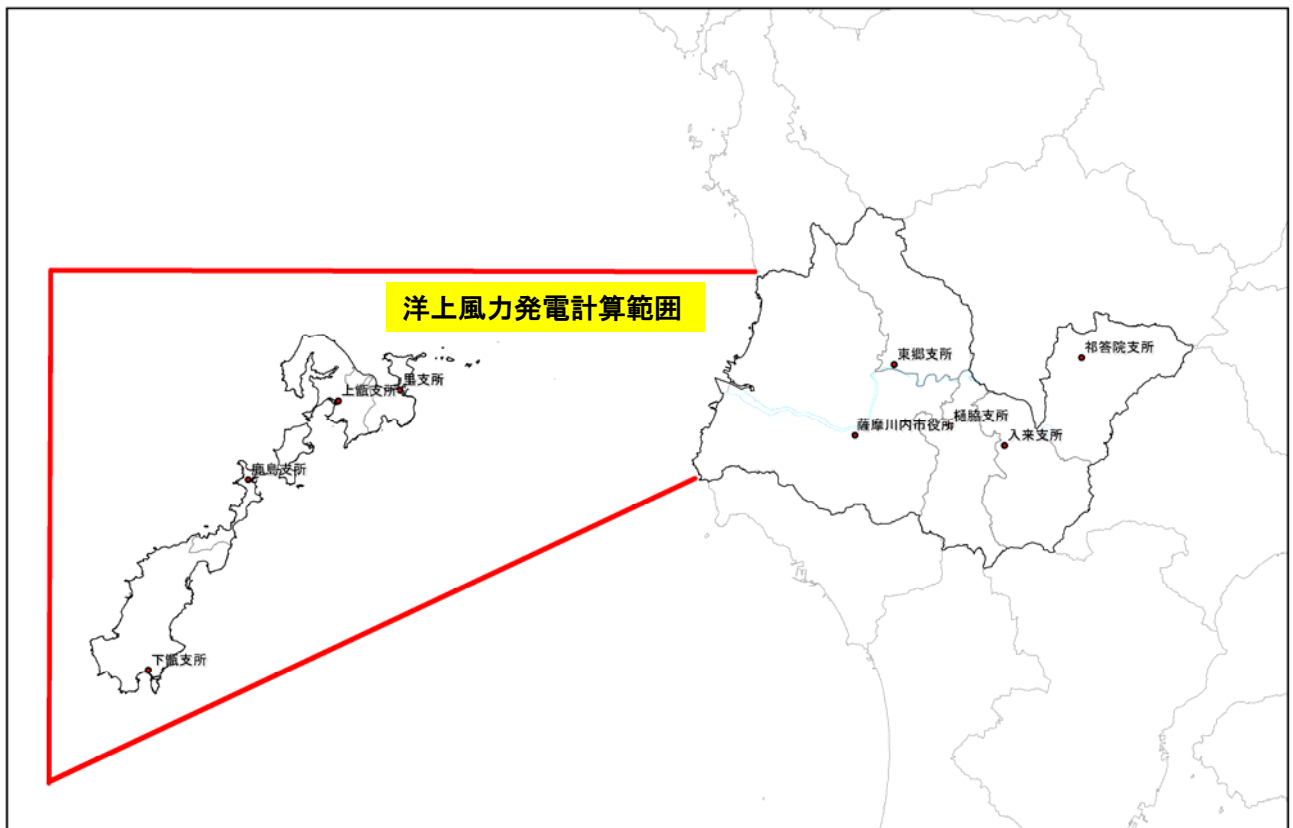 洋上風力発電計算範囲
東郷支所
祁答院支所
里支所
上甑支所
樋脇支所
薩摩川内市役所
入来支所
鹿島支所
下甑支所